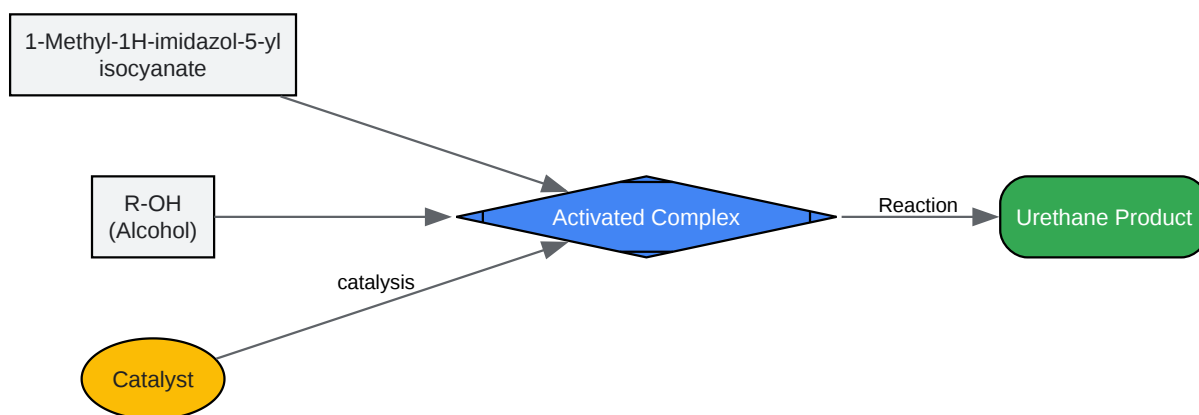 1-Methyl-1H-imidazol-5-yl
isocyanate
R-OH
(Alcohol)
Activated Complex
Reaction
Urethane Product
catalysis
Catalyst